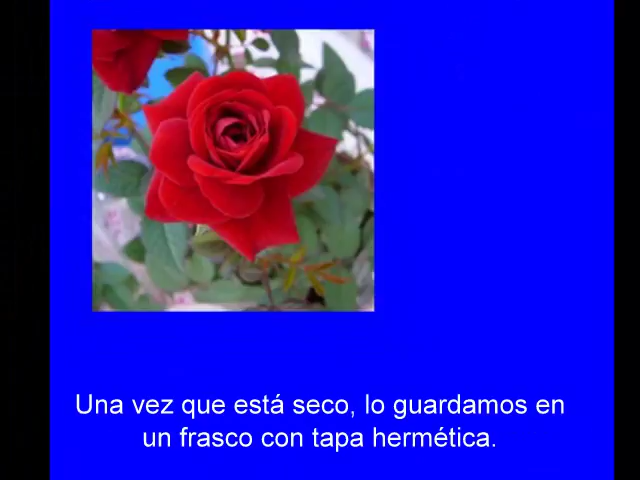 Una vez que está seco, lo guardamos en
un frasco con tapa hermética.